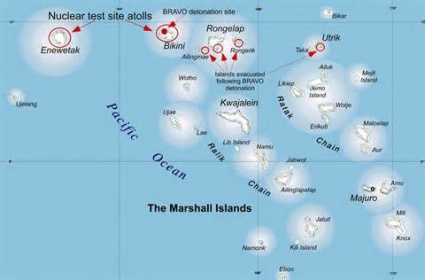 Nuclear test site atolls
BRAVO detonation site
Bikar
Enewetak
Bikini
Rongelap
Utrik
Ailinginae
Rongerik
Taka
Islands evacuated
following BRAVO
detonation
Ailuk
Mejit
Island
Wotho
Likiep
Jemo
Island
Ujelang
Kwajalein
Wotje
Ratak
Erikub
Ujae
Maloelap
Pacific
Ocean
Lae
Lib Island
Namu
Chain
Aur
Ralik
Chain
Jabwot
Ailinglapalap
Majuro
Arno
The Marshall Islands
Jaluit
Mili
Knox
Namorik
Kili Island
Ebon